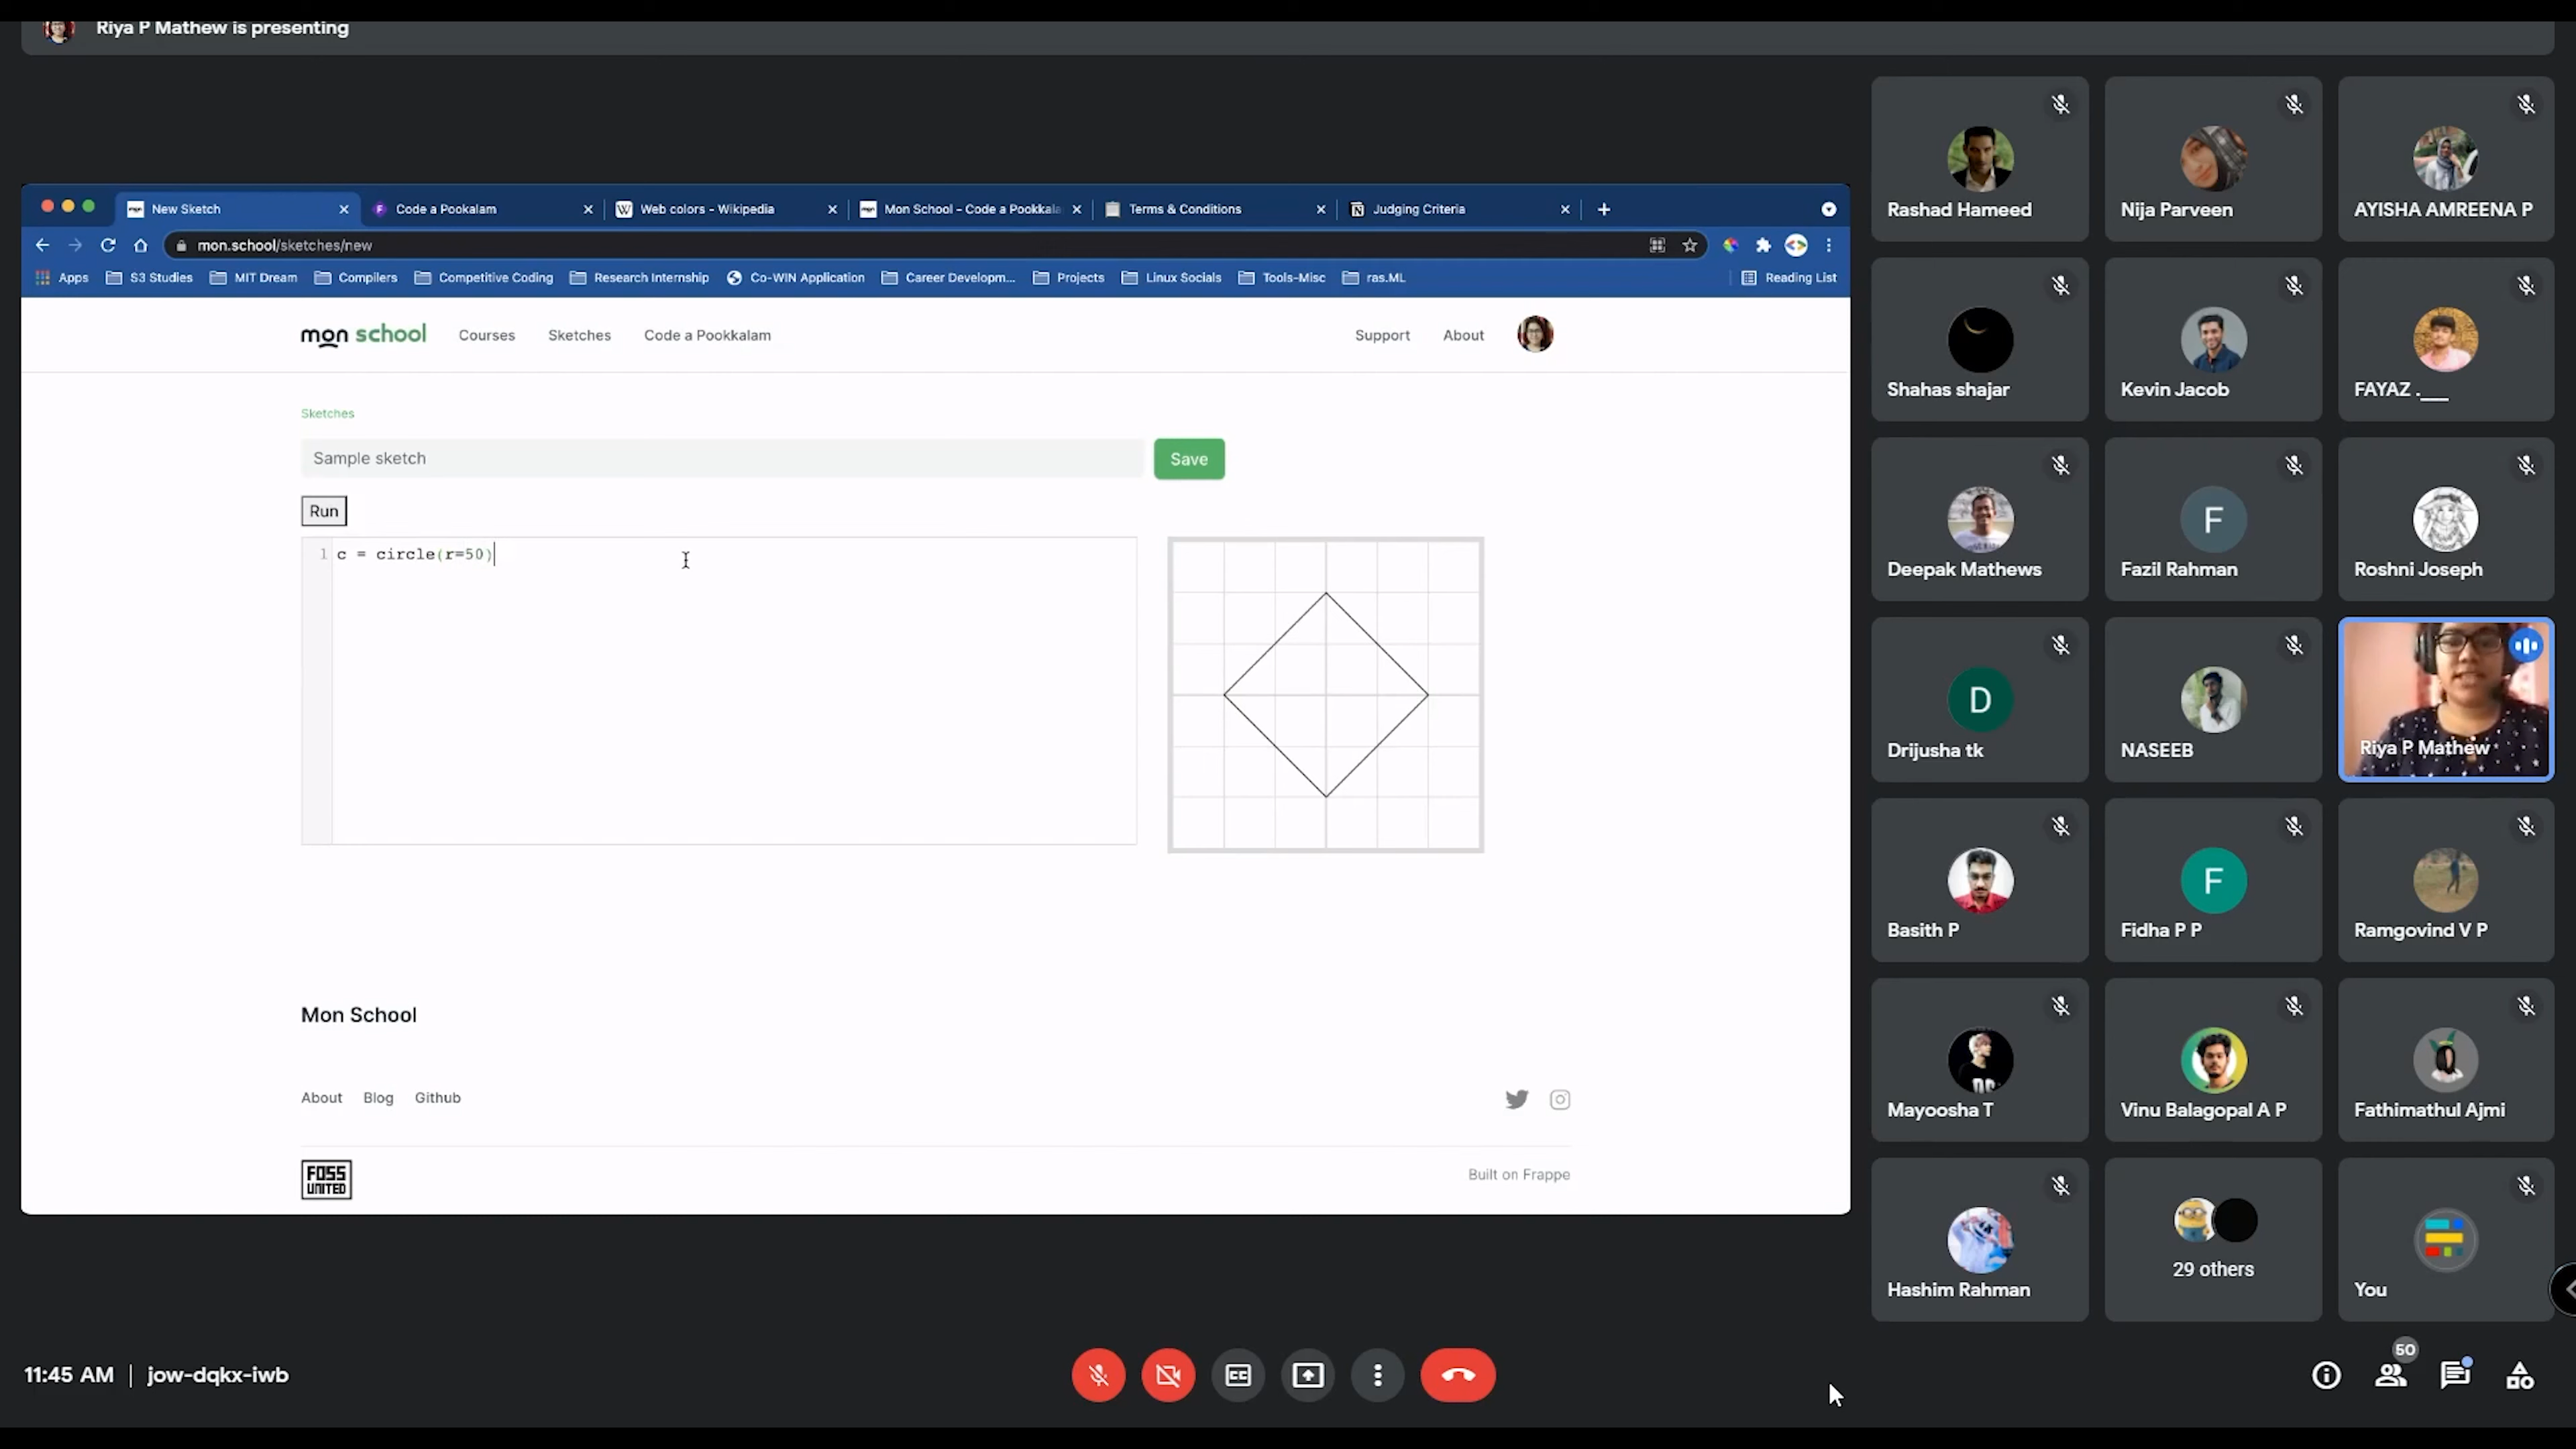 Riya P Mathew is presenting
New Sketch
Code a Pookalam
Web colors - Wikipedia
Mon School - Code a Pookkala
Terms & Conditions
Judging Criteria
mon.school/sketches/new
Apps
S3 Studies
MIT Dream
Compilers
Competitive Coding
Research Internship
Co-WIN Application
Career Developm...
Projects
Linux Socials
Tools-Misc
ras.ML
Reading List
mon school
Courses
Sketches
Code a Pookkalam
Support
About
Sketches
Sample sketch
Save
Run
1 c = circle(r=50)
Mon School
About
Blog
Github
FOSS
UNITED
Built on Frappe
Rashad Hameed
Nija Parveen
AYISHA AMREENA P
Shahas shajar
Kevin Jacob
FAYAZ .___
Deepak Mathews
F
Fazil Rahman
Roshni Joseph
D
Drijusha tk
NASEEB
Riya P Mathew
Basith P
F
Fidha P P
Ramgovind V P
Mayoosha T
Vinu Balagopal A P
Fathimathul Ajmi
Hashim Rahman
29 others
You
11:45 AM | jow-dqkx-iwb
CC
50